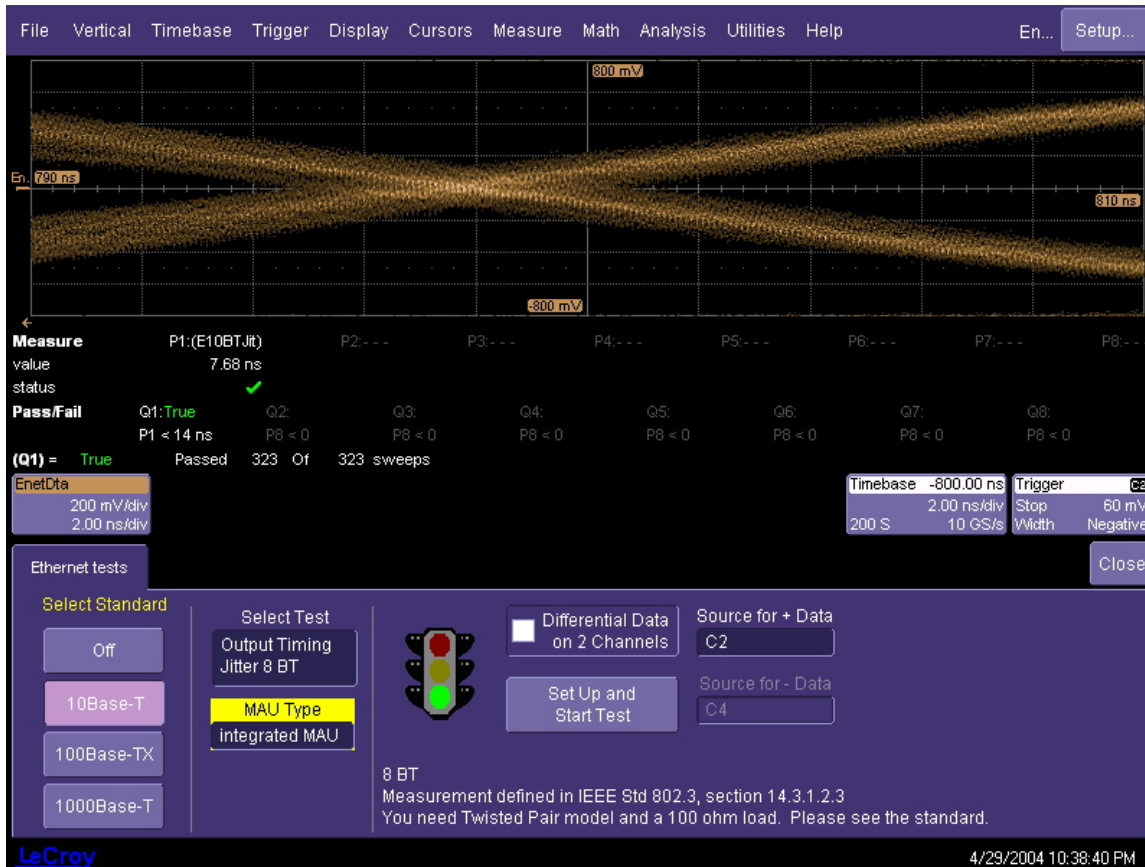 File Vertical Timebase Trigger Display Cursors Measure Math Analysis Utilities Help En... Setup...
800 mV
En. 790 ns
810 ns
-800 mV
Measure P1:(E10BTJit) P2:- - - P3:- - - P4:- - - P5:- - - P6:- - - P7:- - - P8:- -
value 7.68 ns
status
Pass/Fail Q1:True Q2: Q3: Q4: Q5: Q6: Q7: Q8:
P1 < 14 ns P8 < 0 P8 < 0 P8 < 0 P8 < 0 P8 < 0 P8 < 0 P8 < 0
(Q1) = True Passed 323 Of 323 sweeps
EnetDta
200 mV/div
2.00 ns/div
Timebase -800.00 ns
2.00 ns/div
200 S 10 GS/s
Trigger C2
Stop 60 mV
Width Negative
Ethernet tests
Close
Select Standard
Off
10Base-T
100Base-TX
1000Base-T
Select Test
Output Timing
Jitter 8 BT
MAU Type
integrated MAU
Differential Data
on 2 Channels
Set Up and
Start Test
Source for + Data
C2
Source for - Data
C4
8 BT
Measurement defined in IEEE Std 802.3, section 14.3.1.2.3
You need Twisted Pair model and a 100 ohm load. Please see the standard.
LeCroy
4/29/2004 10:38:40 PM